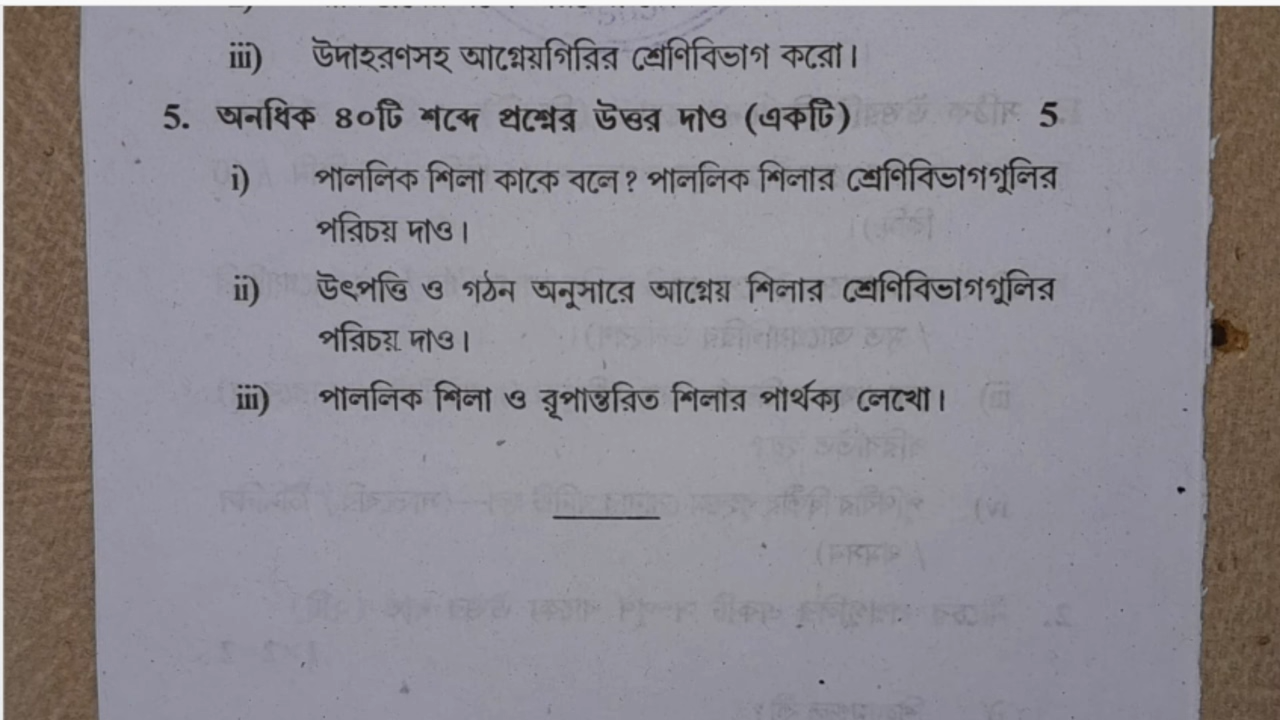 iii) উদাহরণসহ আগ্নেয়গিরির শ্রেণিবিভাগ করো।
5. অনধিক ৪০টি শব্দে প্রশ্নের উত্তর দাও (একটি) 5
i) পাললিক শিলা কাকে বলে? পাললিক শিলার শ্রেণিবিভাগগুলির
পরিচয় দাও।
ii) উৎপত্তি ও গঠন অনুসারে আগ্নেয় শিলার শ্রেণিবিভাগগুলির
পরিচয় দাও।
iii) পাললিক শিলা ও রূপান্তরিত শিলার পার্থক্য লেখো।